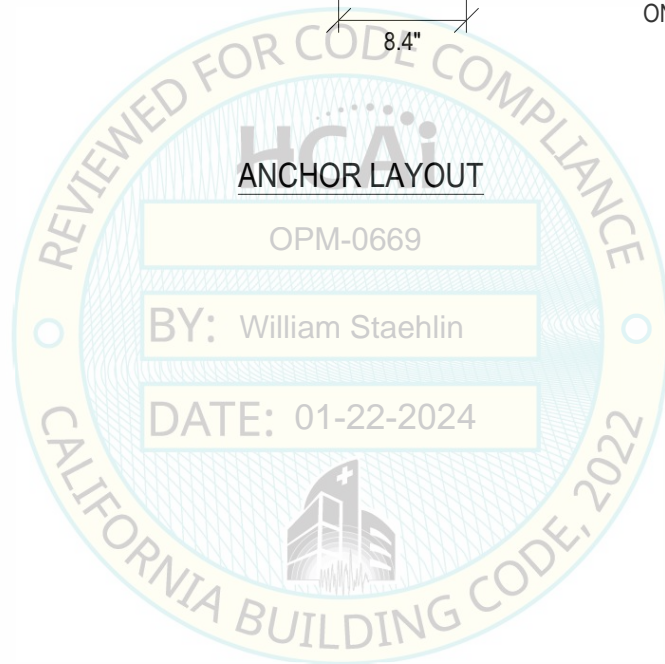 ON
8.4"
REVIEWED FOR CODE COMPLIANCE
HCAi
ANCHOR LAYOUT
OPM-0669
BY: William Staehlin
DATE: 01-22-2024
CALIFORNIA BUILDING CODE, 2022